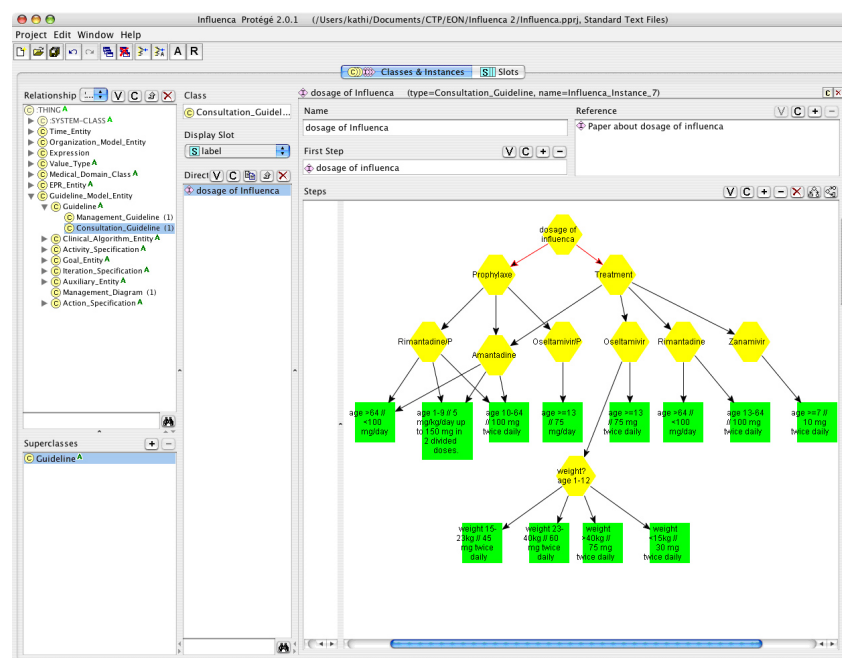 Influenca Protégé 2.0.1 (/Users/kathi/Documents/CTP/EON/Influenca 2/Influenca.pprj, Standard Text Files)
Project Edit Window Help
A R
C Classes & Instances S Slots
Relationship V C
:THING A
C :SYSTEM-CLASS A
C Time_Entity
C Organization_Model_Entity
C Expression
C Value_Type A
C Medical_Domain_Class A
C EPR_Entity A
C Guideline_Model_Entity
C Guideline A
C Management_Guideline (1)
C Consultation_Guideline (1)
C Clinical_Algorithm_Entity A
C Activity_Specification A
C Goal_Entity A
C Iteration_Specification A
C Auxiliary_Entity A
C Management_Diagram (1)
C Action_Specification A
Superclasses + -
C Guideline A
Class
C Consultation_Guidel...
Display Slot
S label
Direct V C
dosage of Influenca
dosage of Influenca (type=Consultation_Guideline, name=Influenca_Instance_7) C X
Name
dosage of Influenca
Reference V C + -
Paper about dosage of influenca
First Step V C + -
dosage of influenca
Steps V C + -
dosage of
influenca
Prophylaxe
Treatment
Rimantadine/P
Amantadine
Oseltamivir/P
Oseltamivir
Rimantadine
Zanamivir
age >64 //
<100
mg/day
age 1-9 // 5
mg/kg/day up
to 150 mg in
2 divided
doses.
age 10-64
// 100 mg
twice daily
age >=13
// 75
mg/day
age >=13
// 75 mg
twice daily
age >64 //
<100
mg/day
age 13-64
// 100 mg
twice daily
age >=7 //
10 mg
twice daily
weight?
age 1-12
weight 15-
23kg // 45
mg twice
daily
weight 23-
40kg // 60
mg twice
daily
weight
>40kg //
75 mg
twice daily
weight
<15kg //
30 mg
twice daily